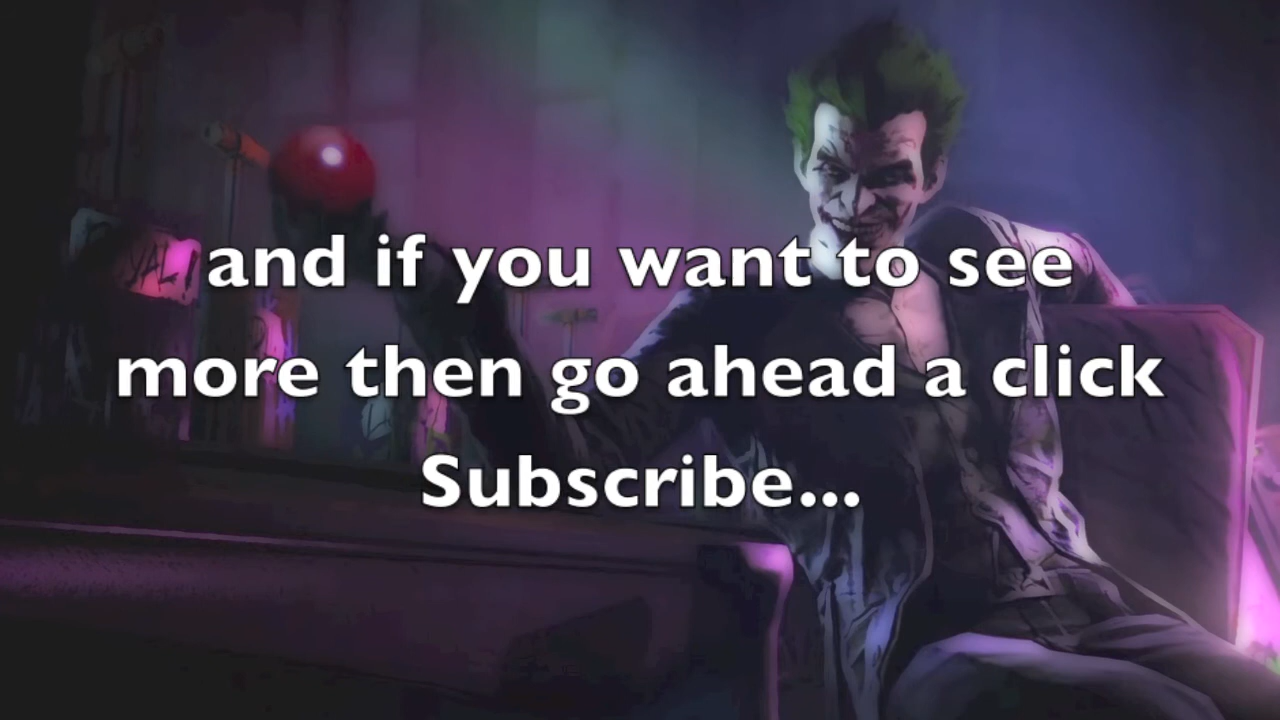 and if you want to see
more then go ahead a click
Subscribe...